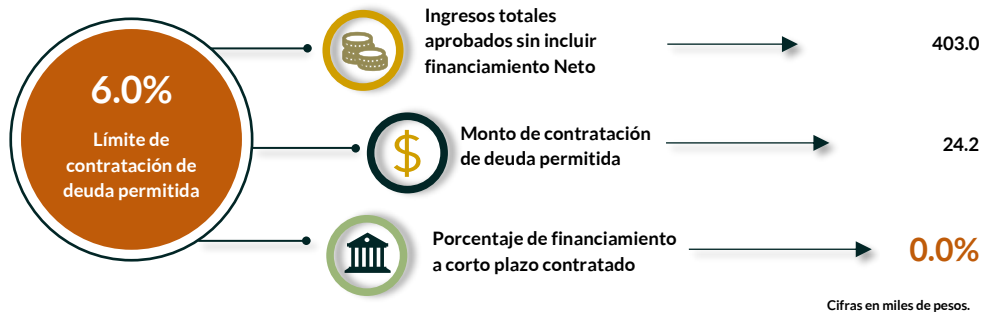 6.0%
Límite de
contratación de
deuda permitida
Ingresos totales
aprobados sin incluir
financiamiento Neto
403.0
$
Monto de contratación
de deuda permitida
24.2
Porcentaje de financiamiento
a corto plazo contratado
0.0%
Cifras en miles de pesos.